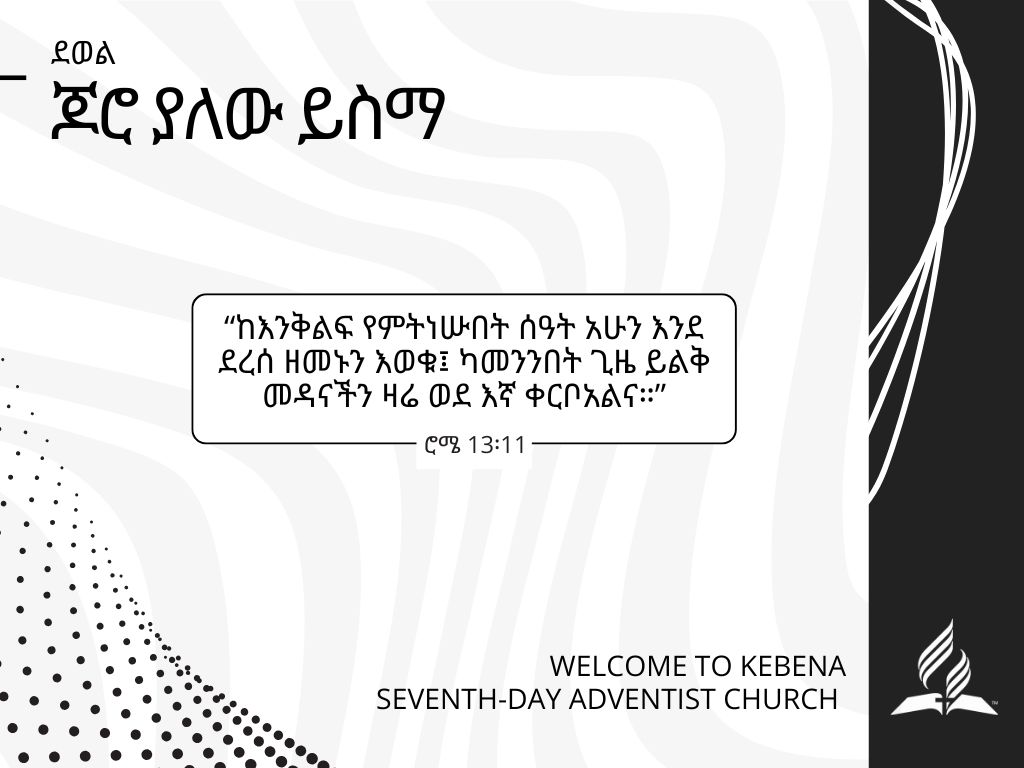 ደወል
ጆሮ ያለው ይስማ
“ከእንቅልፍ የምትነሡበት ሰዓት አሁን እንደ
ደረሰ ዘመኑን እወቁ፤ ካመንንበት ጊዜ ይልቅ
መዳናችን ዛሬ ወደ እኛ ቀርቦአልና።”
ሮሜ 13፡11
WELCOME TO KEBENA
SEVENTH-DAY ADVENTIST CHURCH
TM